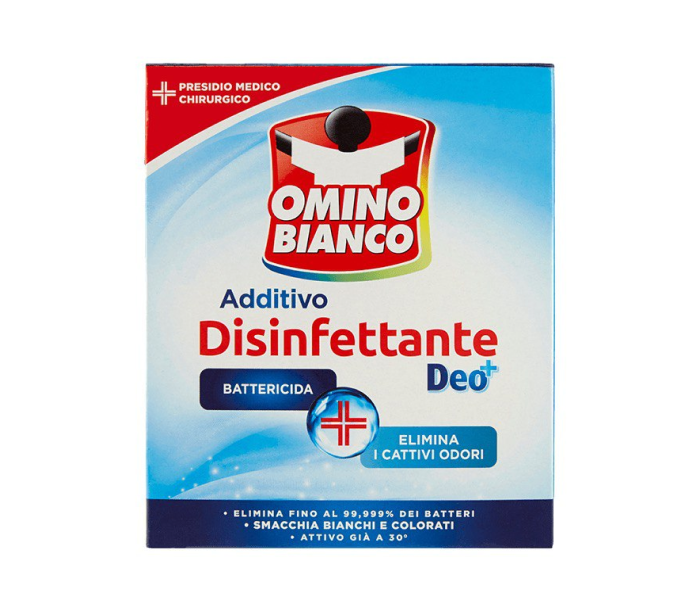 PRESIDIO MEDICO
CHIRURGICO
OMINO
BIANCO
Additivo
Disinfettante
Deo+
BATTERICIDA
ELIMINA
I CATTIVI ODORI
• ELIMINA FINO AL 99,999% DEI BATTERI
• SMACCHIA BIANCHI E COLORATI
• ATTIVO GIÀ A 30°